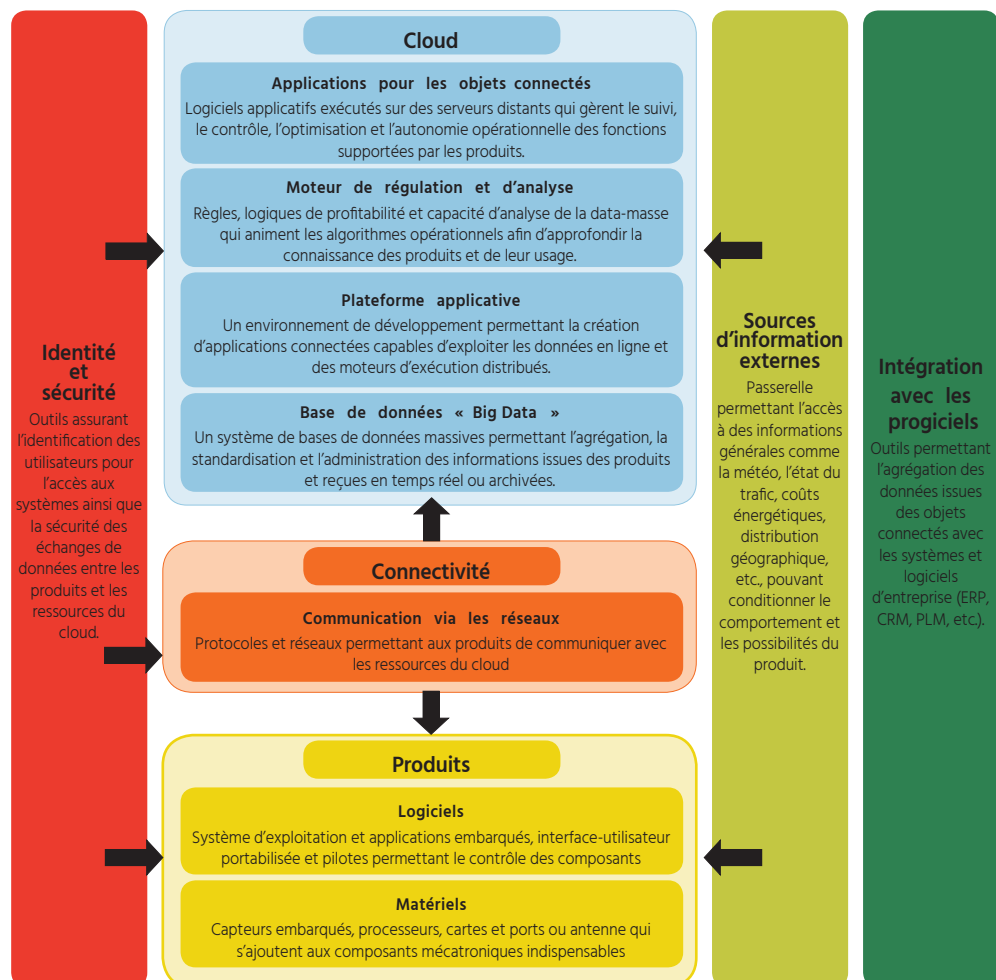 Identité
et
sécurité
Outils assurant
l'identification des
utilisateurs pour
l'accès aux
systèmes ainsi que
la sécurité des
échanges de
données entre les
produits et les
ressources du
cloud.
Cloud
Applications pour les objets connectés
Logiciels applicatifs exécutés sur des serveurs distants qui gèrent le suivi,
le contrôle, l'optimisation et l'autonomie opérationnelle des fonctions
supportées par les produits.
Moteur de régulation et d'analyse
Règles, logiques de profitabilité et capacité d'analyse de la data-masse
qui animent les algorithmes opérationnels afin d'approfondir la
connaissance des produits et de leur usage.
Plateforme applicative
Un environnement de développement permettant la création
d'applications connectées capables d'exploiter les données en ligne et
des moteurs d'exécution distribués.
Base de données « Big Data »
Un système de bases de données massives permettant l'agrégation, la
standardisation et l'administration des informations issues des produits
et reçues en temps réel ou archivées.
Connectivité
Communication via les réseaux
Protocoles et réseaux permettant aux produits de communiquer avec
les ressources du cloud
Produits
Logiciels
Système d'exploitation et applications embarqués, interface-utilisateur
portabilisée et pilotes permettant le contrôle des composants
Matériels
Capteurs embarqués, processeurs, cartes et ports ou antenne qui
s'ajoutent aux composants mécatroniques indispensables
Sources
d'information
externes
Passerelle
permettant l'accès
à des informations
générales comme
la météo, l'état du
trafic, coûts
énergétiques,
distribution
géographique,
etc., pouvant
conditionner le
comportement et
les possibilités du
produit.
Intégration
avec les
progiciels
Outils permettant
l'agrégation des
données issues
des objets
connectés avec
les systèmes et
logiciels
d'entreprise (ERP,
CRM, PLM, etc.).